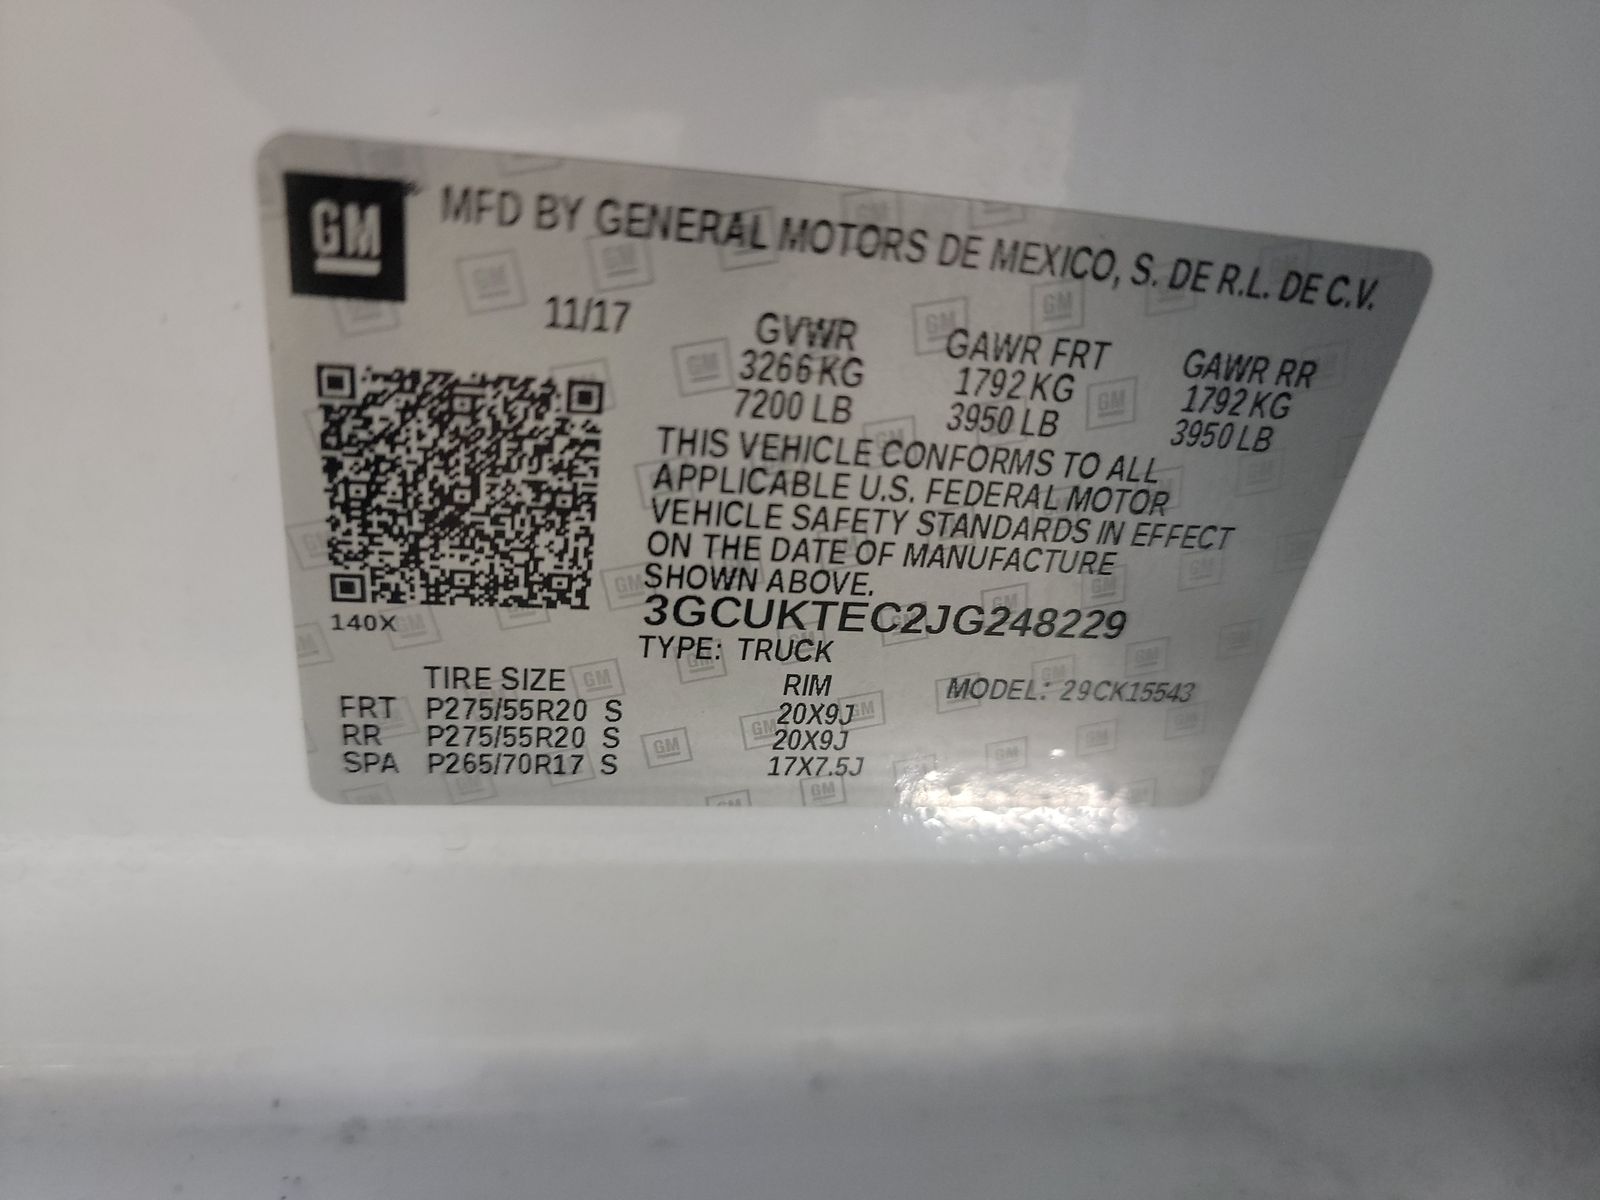 GM MFD BY GENERAL MOTORS DE MEXICO, S. DE R.L. DE C.V.
11/17
GVWR GAWR FRT GAWR RR
3266 KG 1792 KG 1792 KG
7200 LB 3950 LB 3950 LB
THIS VEHICLE CONFORMS TO ALL
APPLICABLE U.S. FEDERAL MOTOR
VEHICLE SAFETY STANDARDS IN EFFECT
ON THE DATE OF MANUFACTURE
SHOWN ABOVE.
140X
3GCUKTEC2JG248229
TYPE: TRUCK
TIRE SIZE RIM MODEL: 29CK15543
FRT P275/55R20 S 20X9J
RR P275/55R20 S 20X9J
SPA P265/70R17 S 17X7.5J